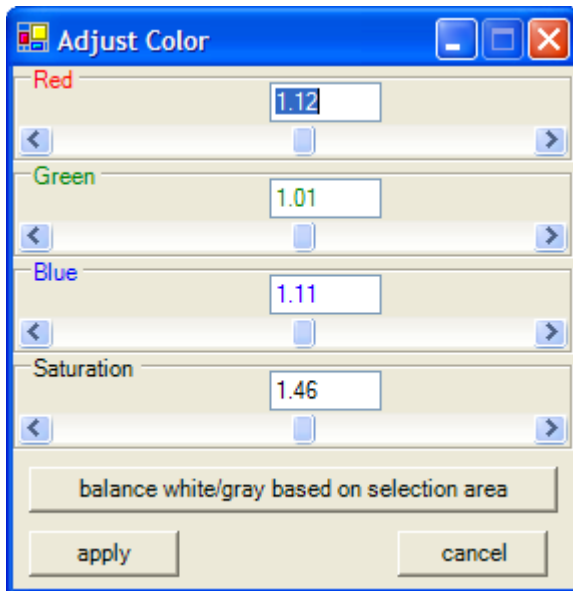 Adjust Color
Red
1.12
Green
1.01
Blue
1.11
Saturation
1.46
balance white/gray based on selection area
apply
cancel